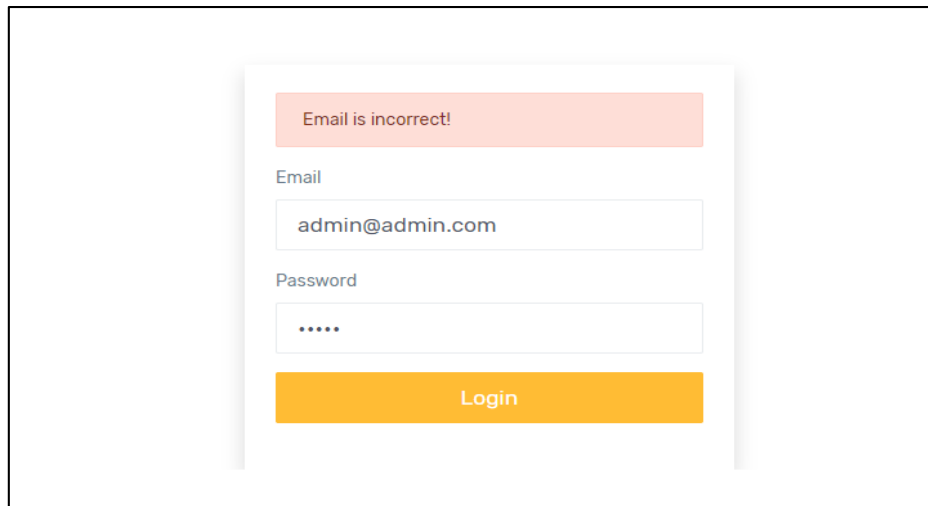 Email is incorrect!
Email
admin@admin.com
Password
•••••
Login